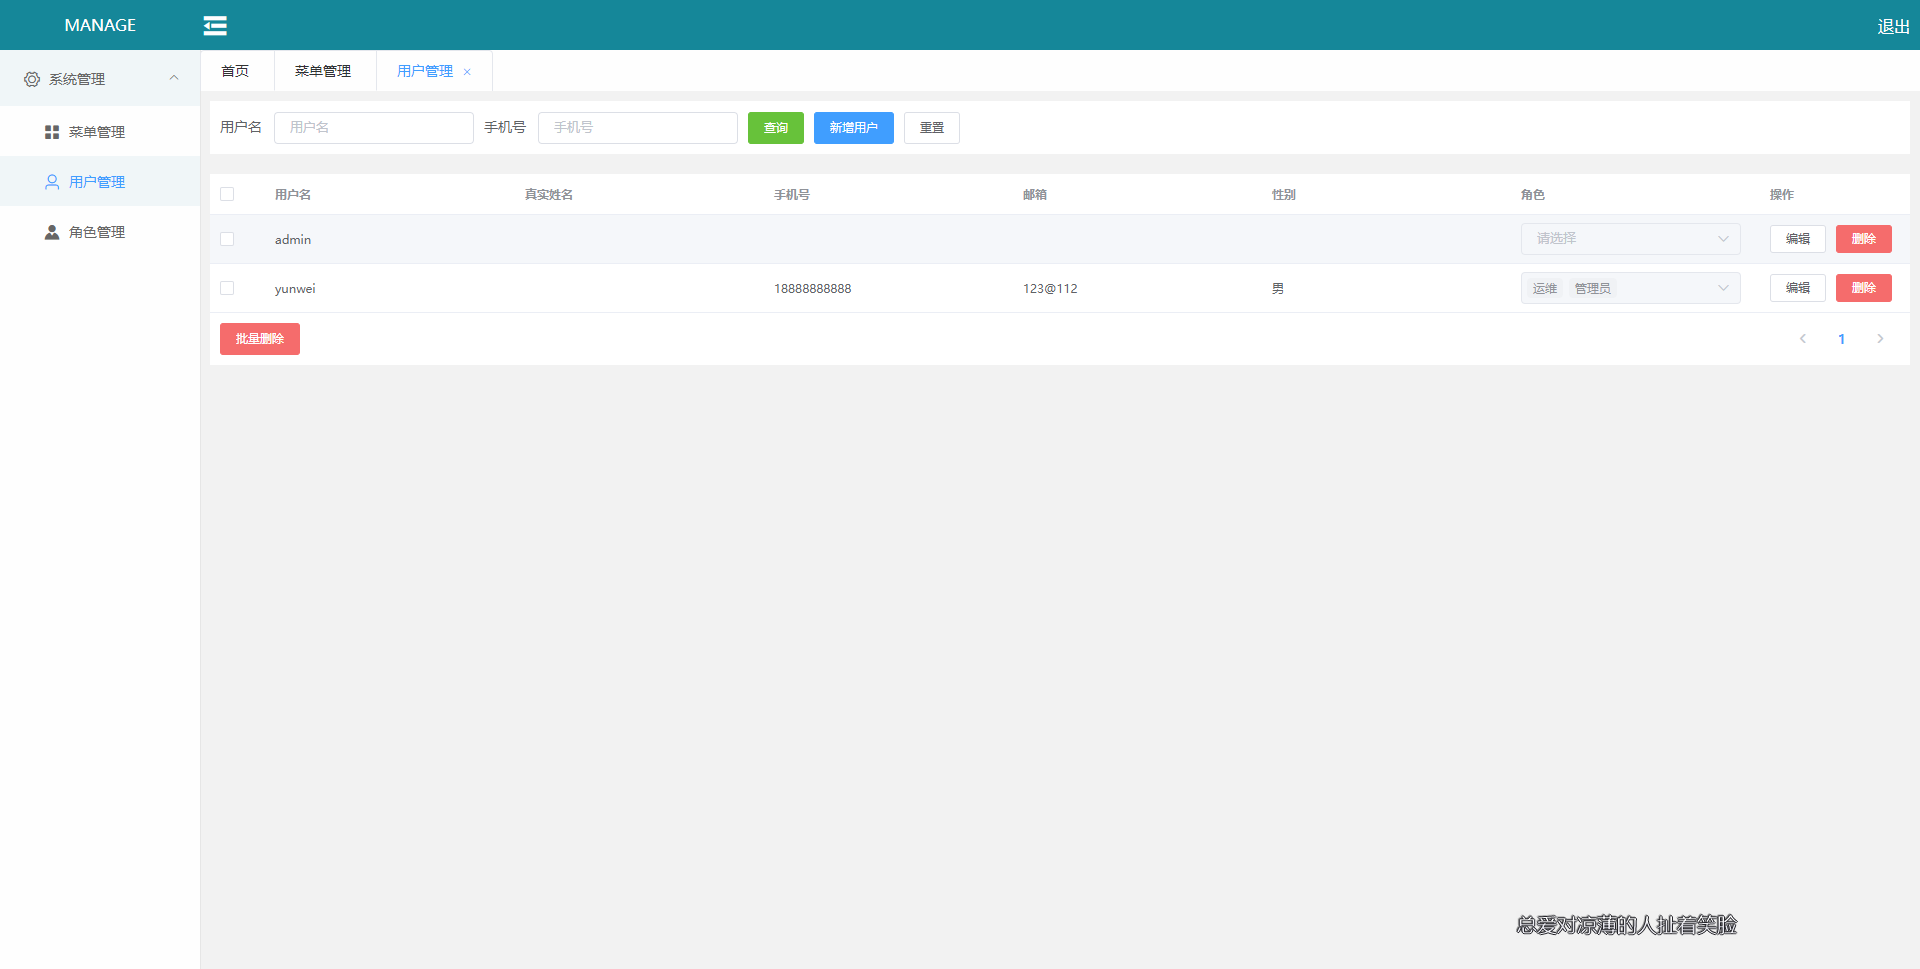 MANAGE
退出
系统管理
菜单管理
用户管理
角色管理
首页 菜单管理 用户管理 ×
用户名 用户名 手机号 手机号 查询 新增用户 重置
用户名 真实姓名 手机号 邮箱 性别 角色 操作
admin 请选择 编辑 删除
yunwei 18888888888 123@112 男 运维 管理员 编辑 删除
批量删除 1
总爱对凉薄的人扯着笑脸